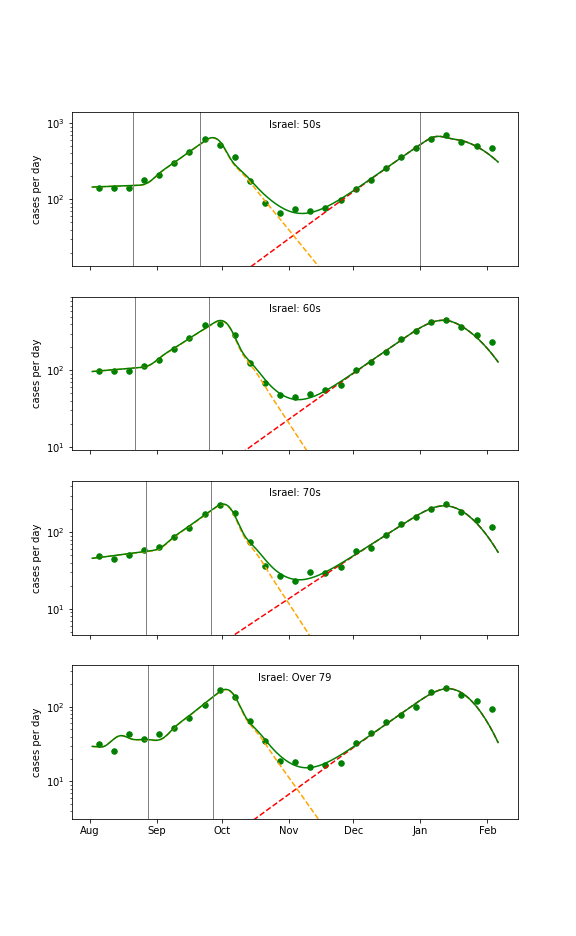 Israel: 50s
10³
10²
cases per day
Israel: 60s
10²
10¹
cases per day
Israel: 70s
10²
10¹
cases per day
Israel: Over 79
10²
10¹
cases per day
Aug Sep Oct Nov Dec Jan Feb